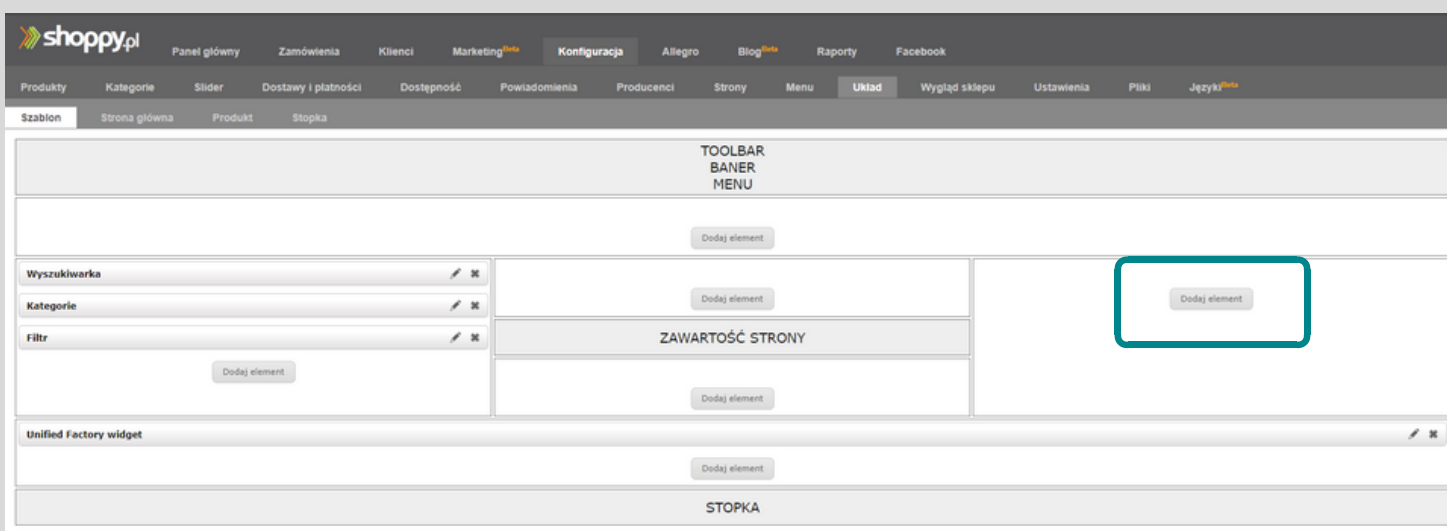 shoppy.pl
Panel główny Zamówienia Klienci Marketing Beta Konfiguracja Allegro Blog Beta Raporty Facebook
Produkty Kategorie Slider Dostawy i płatności Dostępność Powiadomienia Producenci Strony Menu Układ Wygląd sklepu Ustawienia Pliki Języki Beta
Szablon Strona główna Produkt Stopka
TOOLBAR
BANER
MENU
Dodaj element
Wyszukiwarka
Kategorie
Filtr
Dodaj element
Dodaj element
ZAWARTOŚĆ STRONY
Dodaj element
Dodaj element
Unified Factory widget
Dodaj element
STOPKA